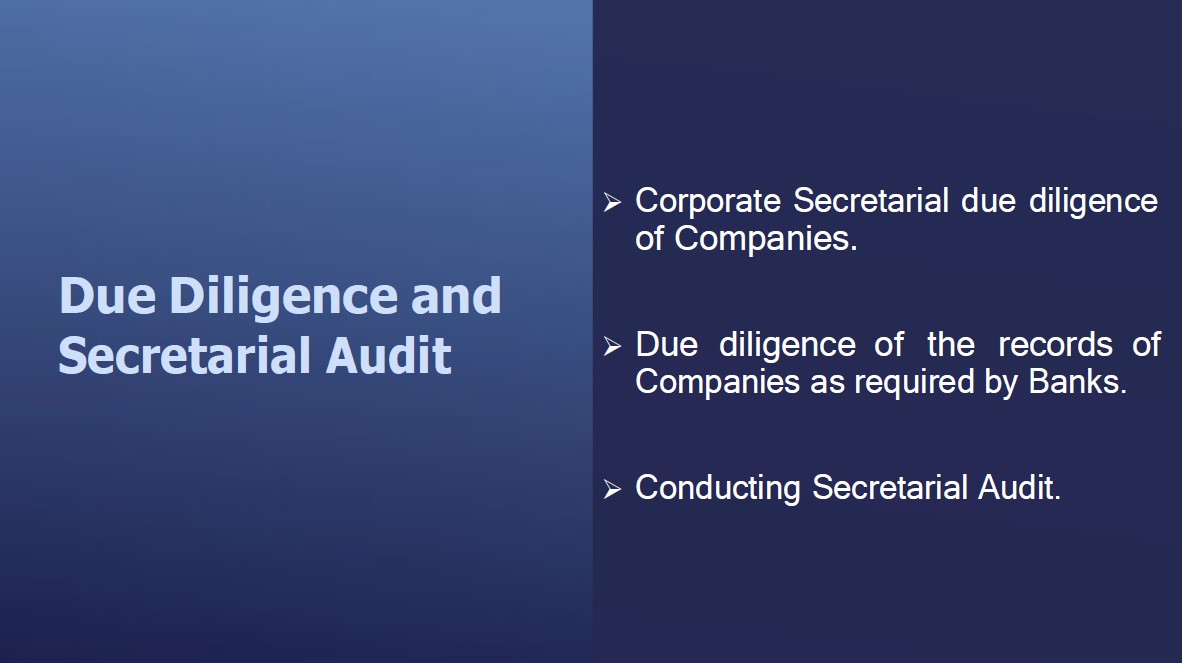 Due Diligence and
Secretarial Audit
➢ Corporate Secretarial due diligence
of Companies.
➢ Due diligence of the records of
Companies as required by Banks.
➢ Conducting Secretarial Audit.